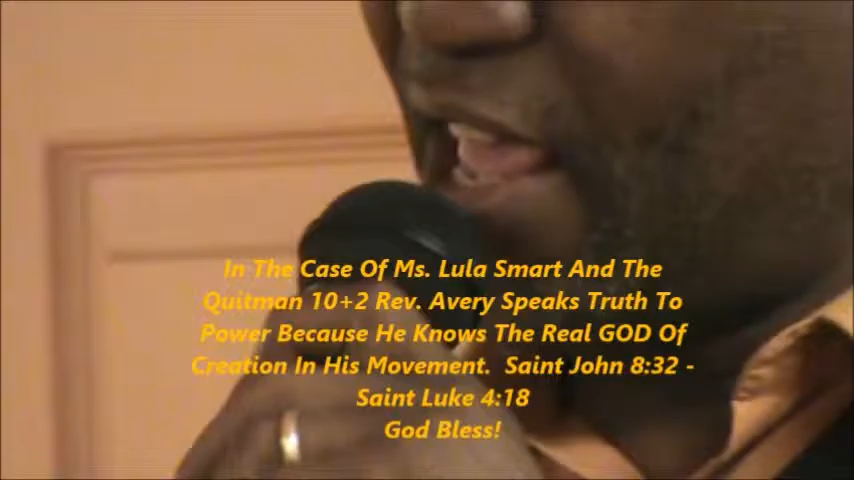 In The Case Of Ms. Lula Smart And The
Quitman 10+2 Rev. Avery Speaks Truth To
Power Because He Knows The Real GOD Of
Creation In His Movement.  Saint John 8:32 -
Saint Luke 4:18
God Bless!